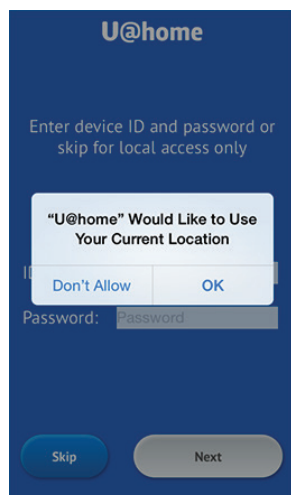 U@home
Enter device ID and password or
skip for local access only
"U@home" Would Like to Use
Your Current Location
Don't Allow OK
Password: Password
Skip Next